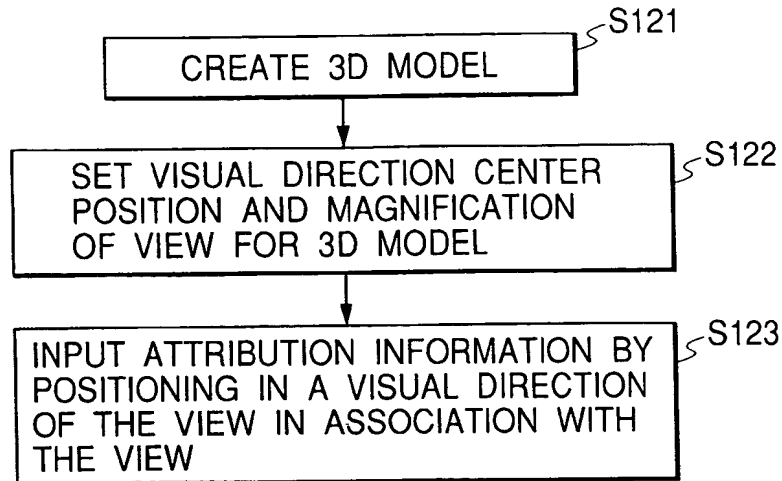 S121
CREATE 3D MODEL
S122
SET VISUAL DIRECTION CENTER
POSITION AND MAGNIFICATION
OF VIEW FOR 3D MODEL
S123
INPUT ATTRIBUTION INFORMATION BY
POSITIONING IN A VISUAL DIRECTION
OF THE VIEW IN ASSOCIATION WITH
THE VIEW